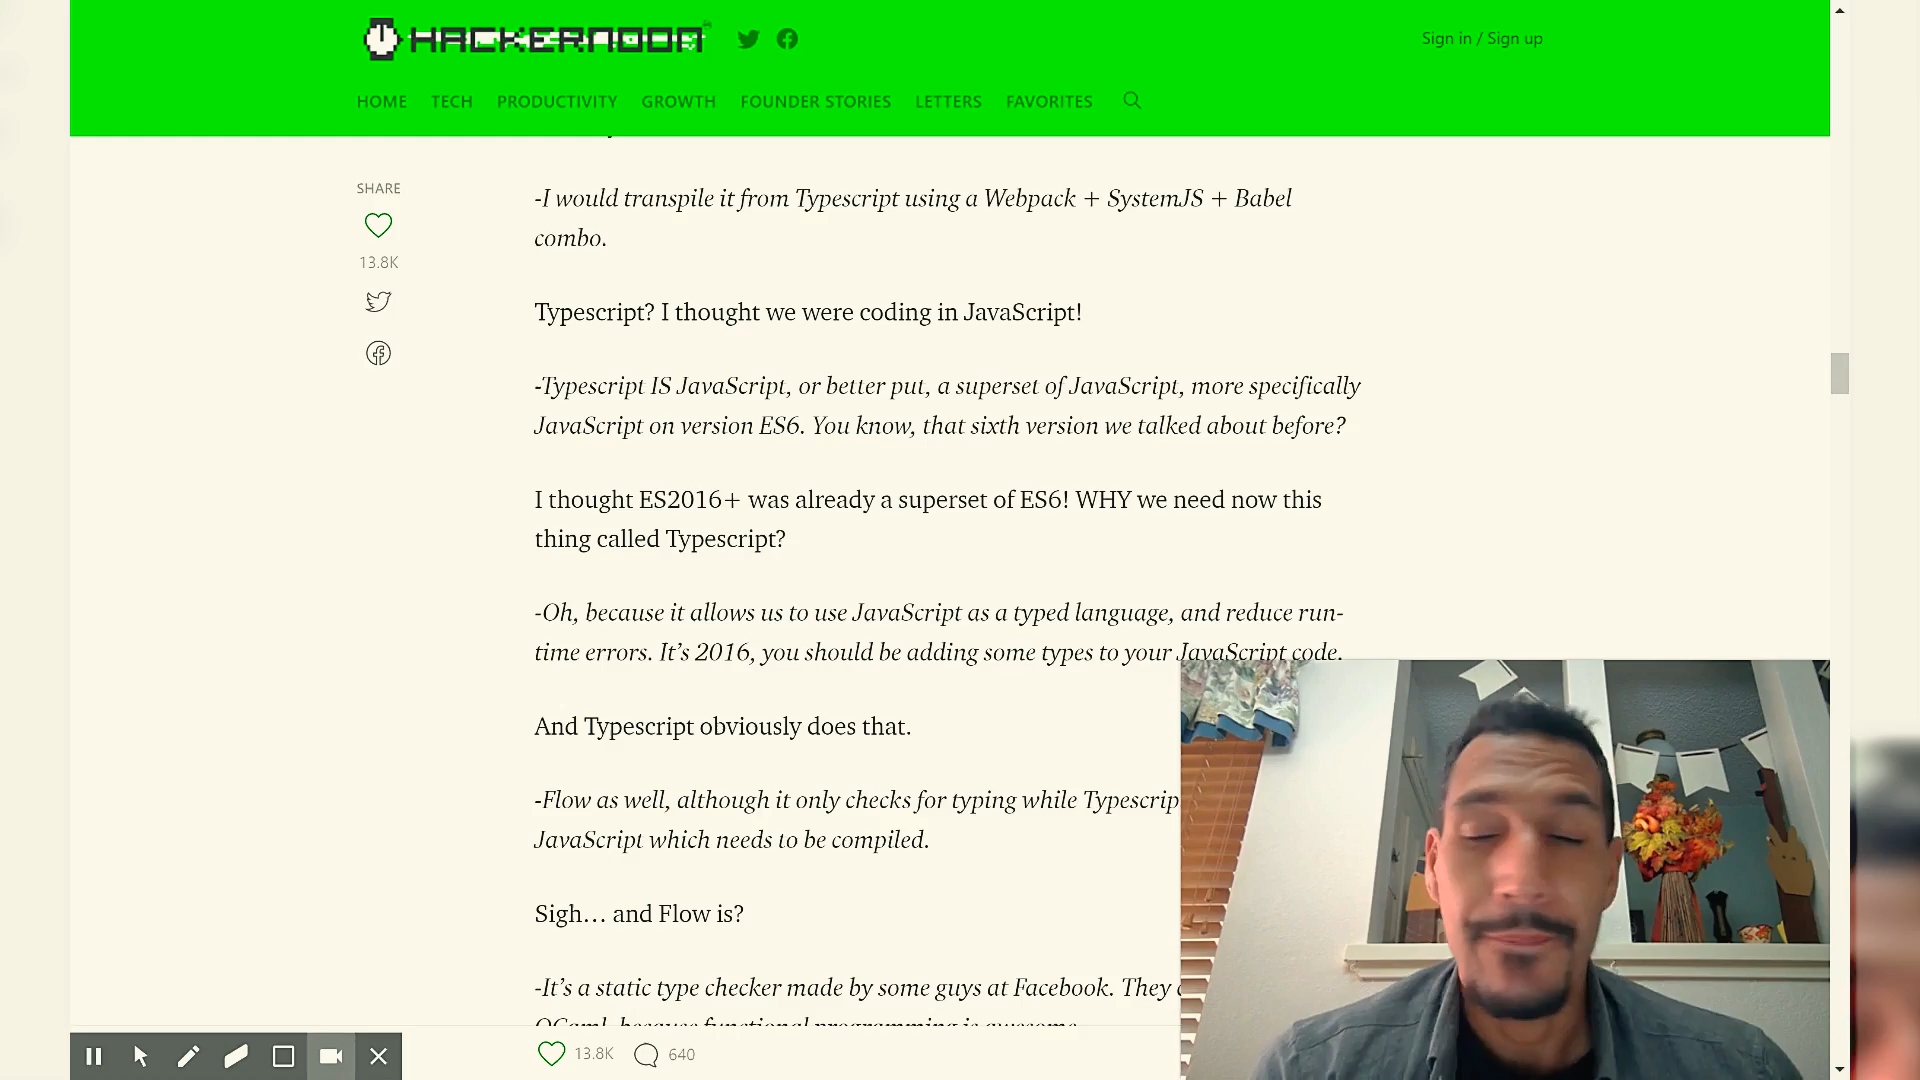 HACKERNOON
Sign in / Sign up
HOME TECH PRODUCTIVITY GROWTH FOUNDER STORIES LETTERS FAVORITES
SHARE
13.8K
-I would transpile it from Typescript using a Webpack + SystemJS + Babel
combo.
Typescript? I thought we were coding in JavaScript!
-Typescript IS JavaScript, or better put, a superset of JavaScript, more specifically
JavaScript on version ES6. You know, that sixth version we talked about before?
I thought ES2016+ was already a superset of ES6! WHY we need now this
thing called Typescript?
-Oh, because it allows us to use JavaScript as a typed language, and reduce run-
time errors. It’s 2016, you should be adding some types to your JavaScript code.
And Typescript obviously does that.
-Flow as well, although it only checks for typing while Typescrip
JavaScript which needs to be compiled.
Sigh… and Flow is?
-It’s a static type checker made by some guys at Facebook. They
OCaml, because functional programming is awesome.
13.8K 640